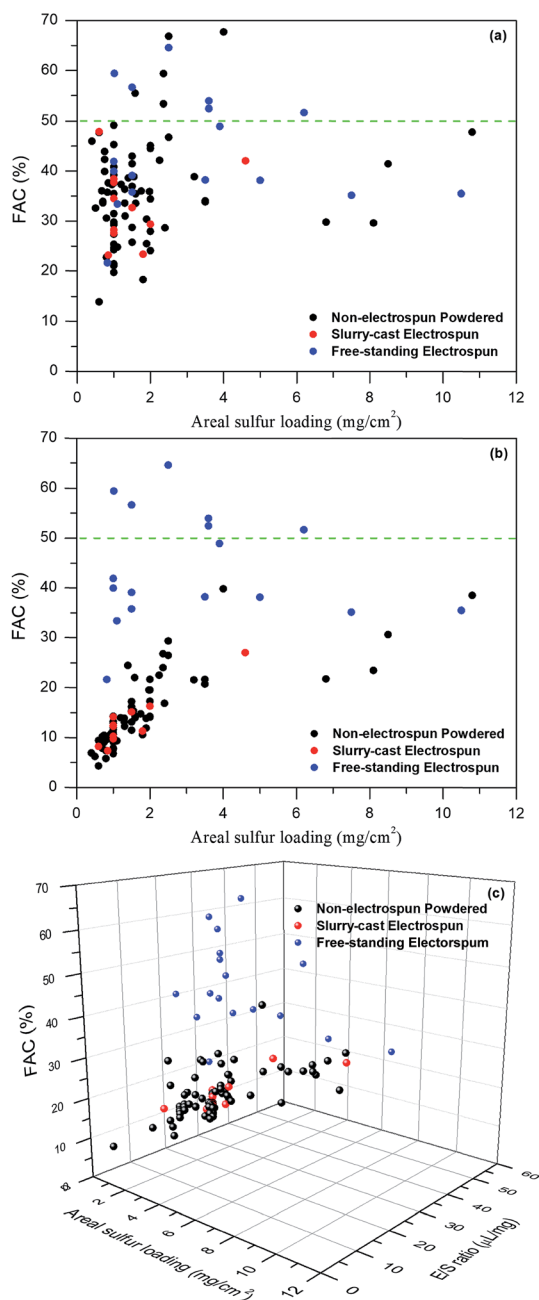 (a)
70
60
50
40
30
20
10
0
FAC (%)
Non-electrospun Powdered
Slurry-cast Electrospun
Free-standing Electrospun
0 2 4 6 8 10 12
Areal sulfur loading (mg/cm²)
(b)
70
60
50
40
30
20
10
0
FAC (%)
Non-electrospun Powdered
Slurry-cast Electrospun
Free-standing Electrospun
0 2 4 6 8 10 12
Areal sulfur loading (mg/cm²)
(c)
70
60
50
40
30
20
10
FAC (%)
Non-electrospun Powdered
Slurry-cast Electrospun
Free-standing Electorspum
2 4 6 8 10 12
Areal sulfur loading (mg/cm²)
0 10 20 30 40 50 60
E/S ratio (μL/mg)